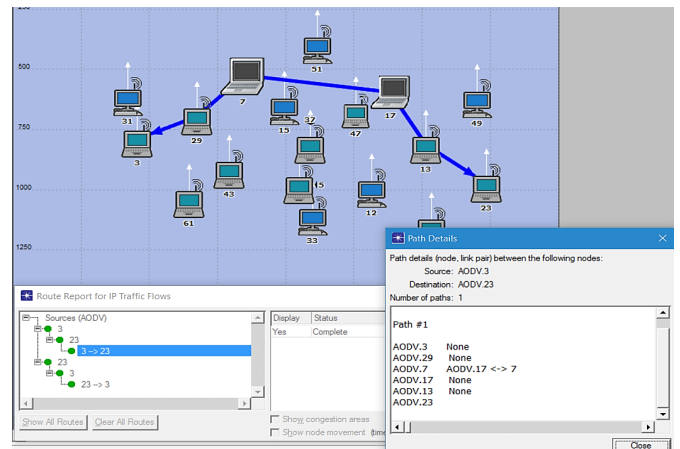 250
500
51
7
31
15
37
47
17
49
29
750
3
13
43
1000
61
15
12
23
33
1250
Path Details
Path details (node, link pair) between the following nodes:
Source: AODV.3
Destination: AODV.23
Number of paths: 1
Path #1
AODV.3 None
AODV.29 None
AODV.7 AODV.17 <-> 7
AODV.17 None
AODV.13 None
AODV.23
Close
Route Report for IP Traffic Flows
Sources (AODV)
3
23
3 --> 23
23
3
23 --> 3
Display Status
Yes Complete
Show All Routes Clear All Routes
Show congestion areas
Show node movement (time